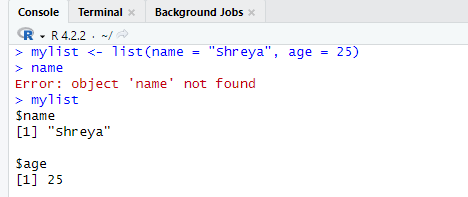 Console Terminal × Background Jobs ×
R 4.2.2 · ~/
> mylist <- list(name = "Shreya", age = 25)
> name
Error: object 'name' not found
> mylist
$name
[1] "Shreya"
$age
[1] 25